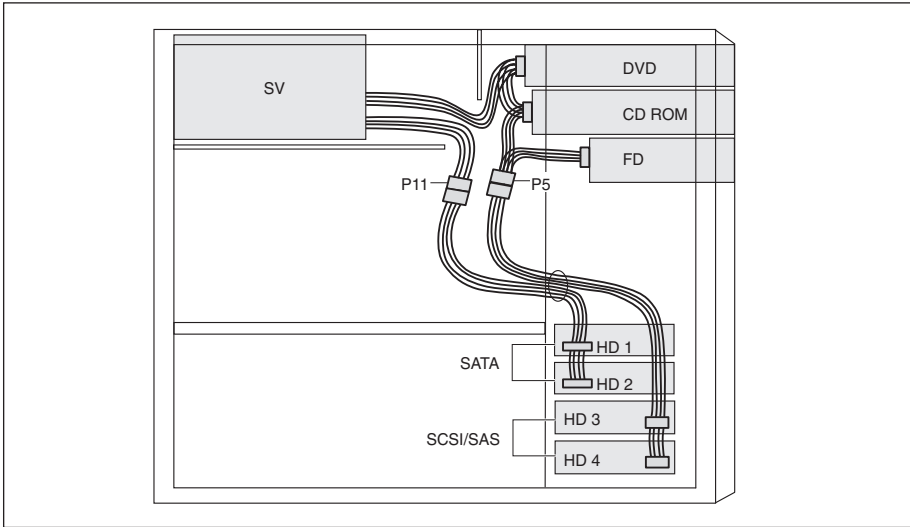 SV
DVD
CD ROM
FD
P11
P5
SATA
HD 1
HD 2
SCSI/SAS
HD 3
HD 4